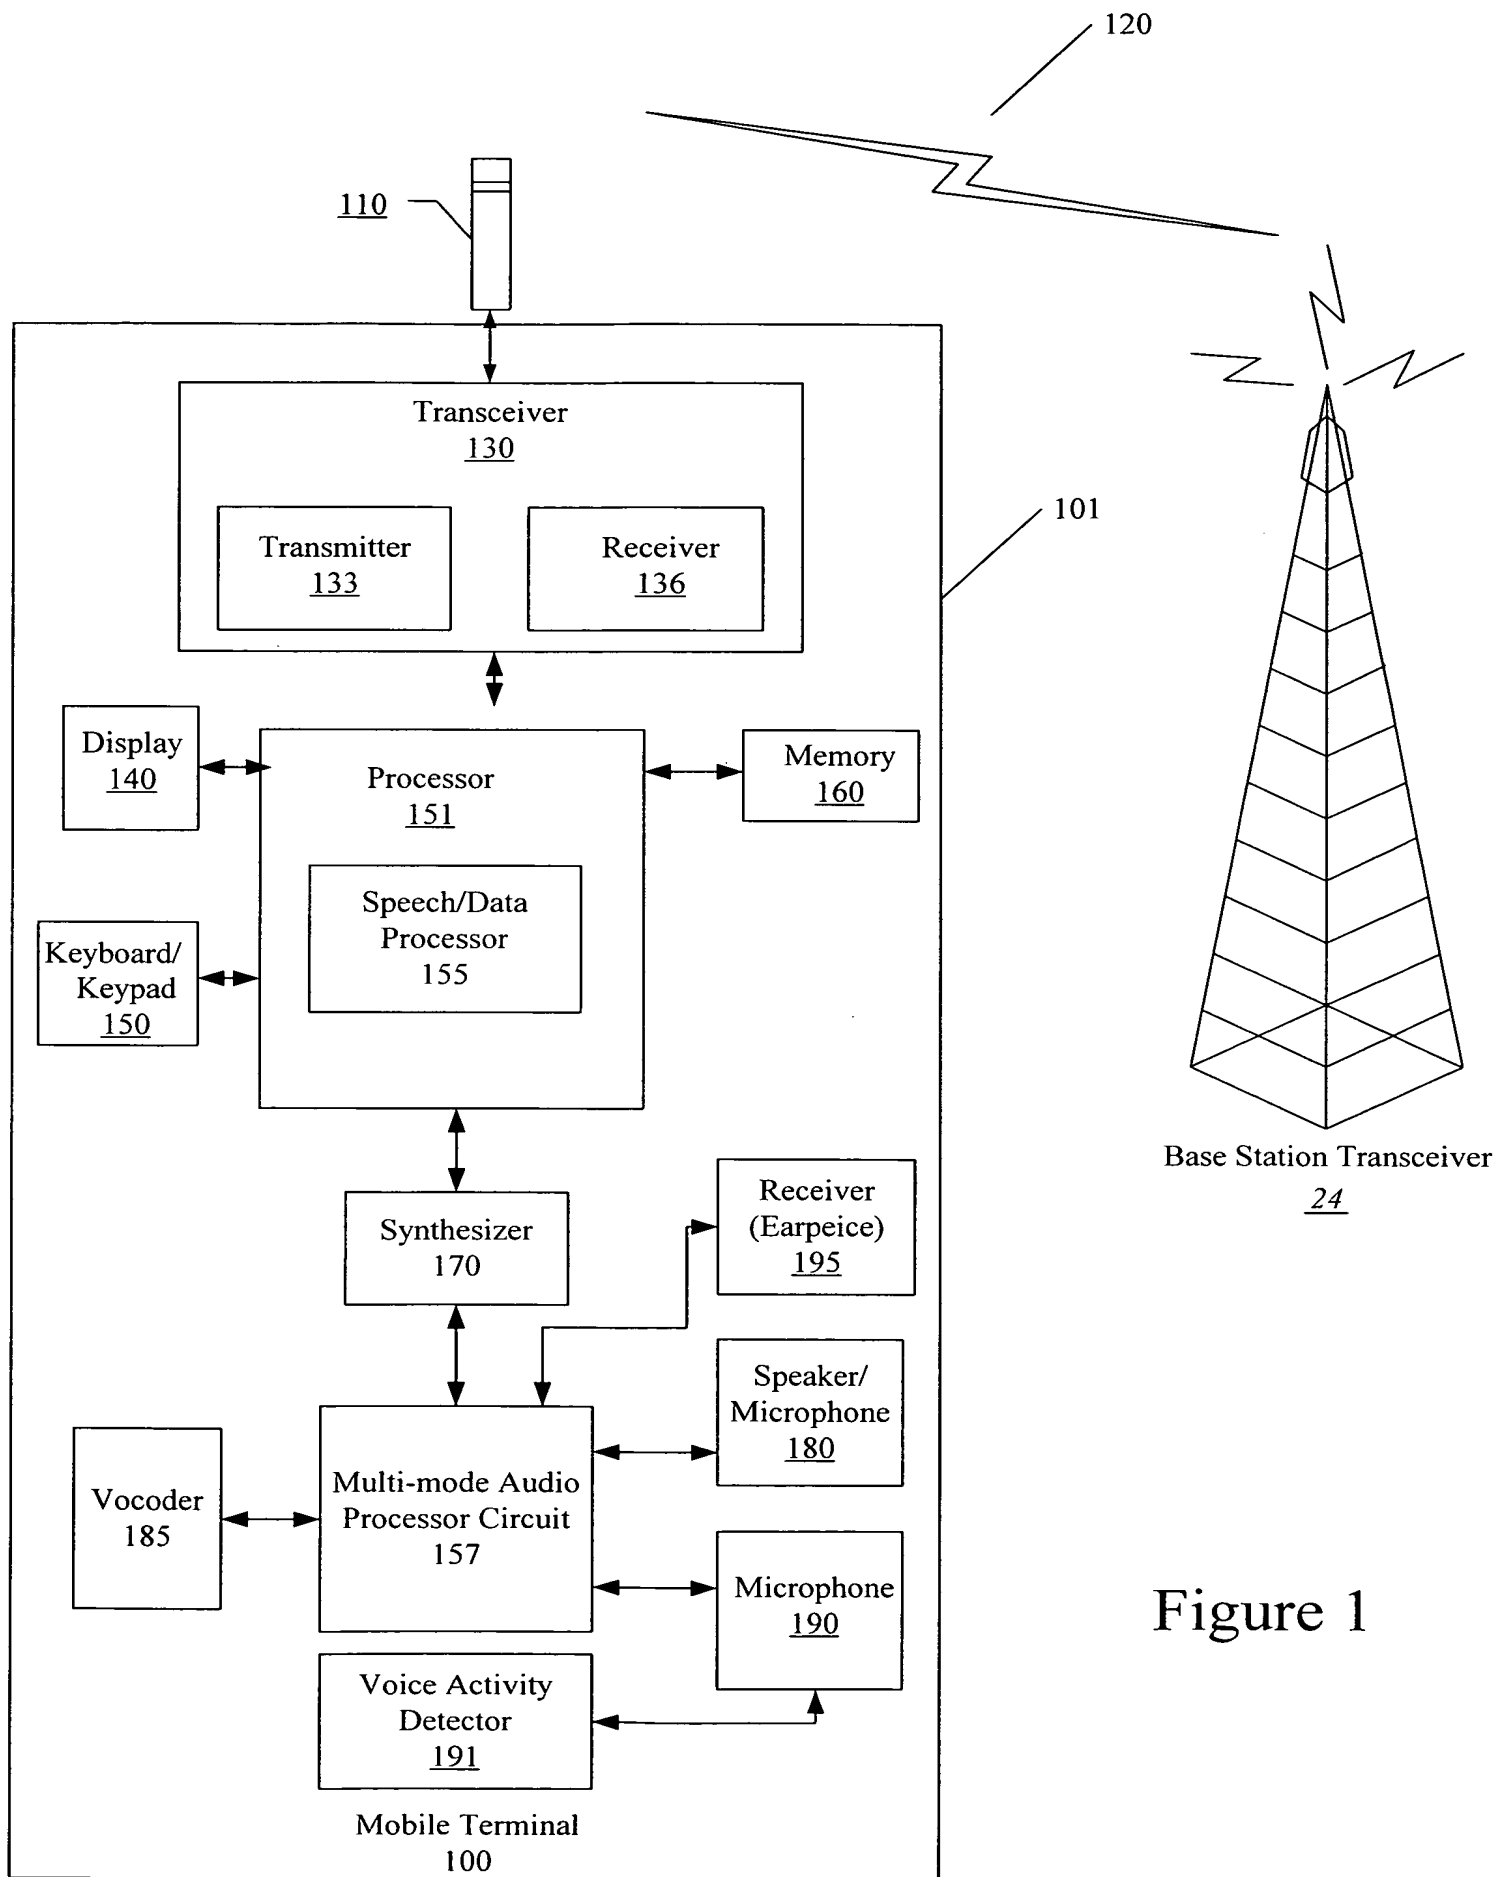 120
110
Transceiver
130
101
Transmitter
133
Receiver
136
Display
140
Processor
151
Memory
160
Speech/Data
Processor
155
Keyboard/
Keypad
150
Base Station Transceiver
24
Receiver
(Earpeice)
195
Synthesizer
170
Speaker/
Microphone
180
Multi-mode Audio
Processor Circuit
157
Vocoder
185
Microphone
190
Figure 1
Voice Activity
Detector
191
Mobile Terminal
100